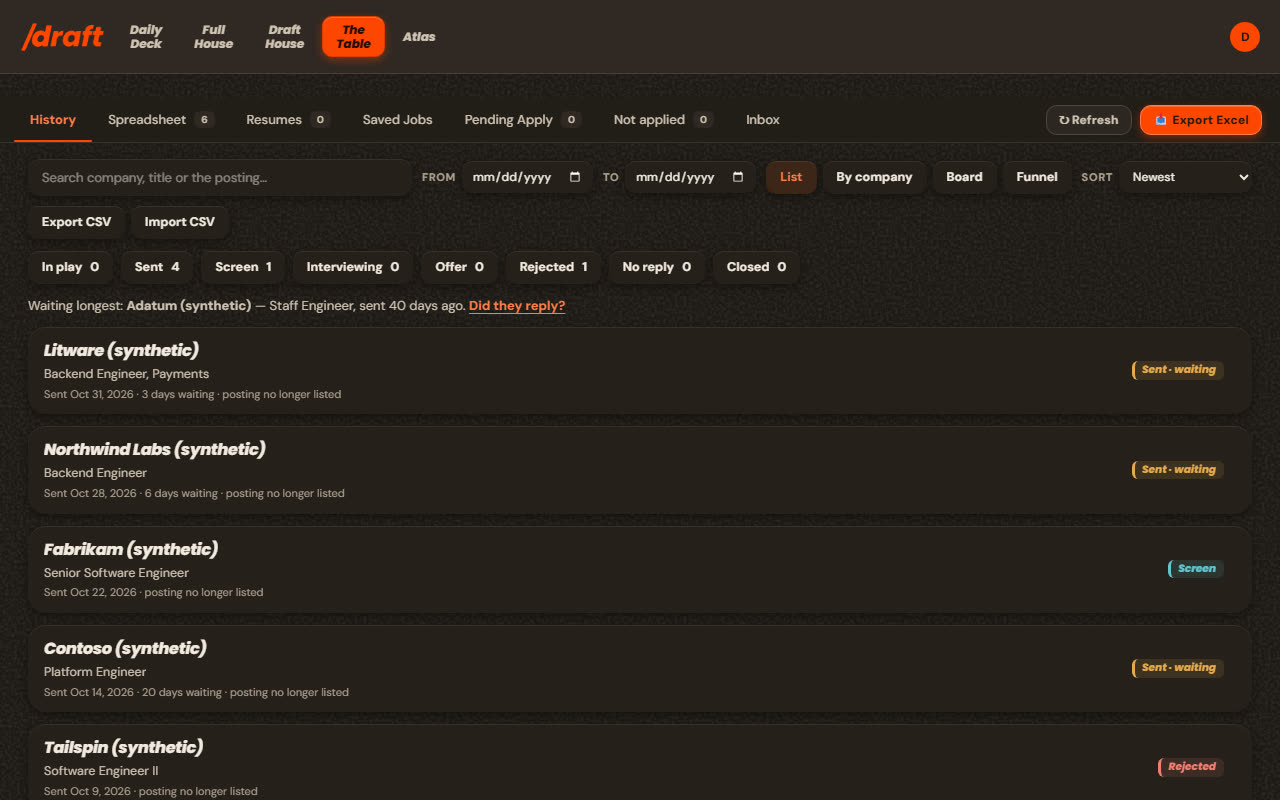 /draft
Daily Deck
Full House
Draft House
The Table
Atlas
D
History
Spreadsheet 6
Resumes 0
Saved Jobs
Pending Apply 0
Not applied 0
Inbox
↻ Refresh
Export Excel
Search company, title or the posting…
FROM mm/dd/yyyy
TO mm/dd/yyyy
List
By company
Board
Funnel
SORT Newest
Export CSV
Import CSV
In play 0
Sent 4
Screen 1
Interviewing 0
Offer 0
Rejected 1
No reply 0
Closed 0
Waiting longest: Adatum (synthetic) — Staff Engineer, sent 40 days ago. Did they reply?
Litware (synthetic)
Backend Engineer, Payments
Sent Oct 31, 2026 · 3 days waiting · posting no longer listed
Sent · waiting
Northwind Labs (synthetic)
Backend Engineer
Sent Oct 28, 2026 · 6 days waiting · posting no longer listed
Sent · waiting
Fabrikam (synthetic)
Senior Software Engineer
Sent Oct 22, 2026 · posting no longer listed
Screen
Contoso (synthetic)
Platform Engineer
Sent Oct 14, 2026 · 20 days waiting · posting no longer listed
Sent · waiting
Tailspin (synthetic)
Software Engineer II
Sent Oct 9, 2026 · posting no longer listed
Rejected